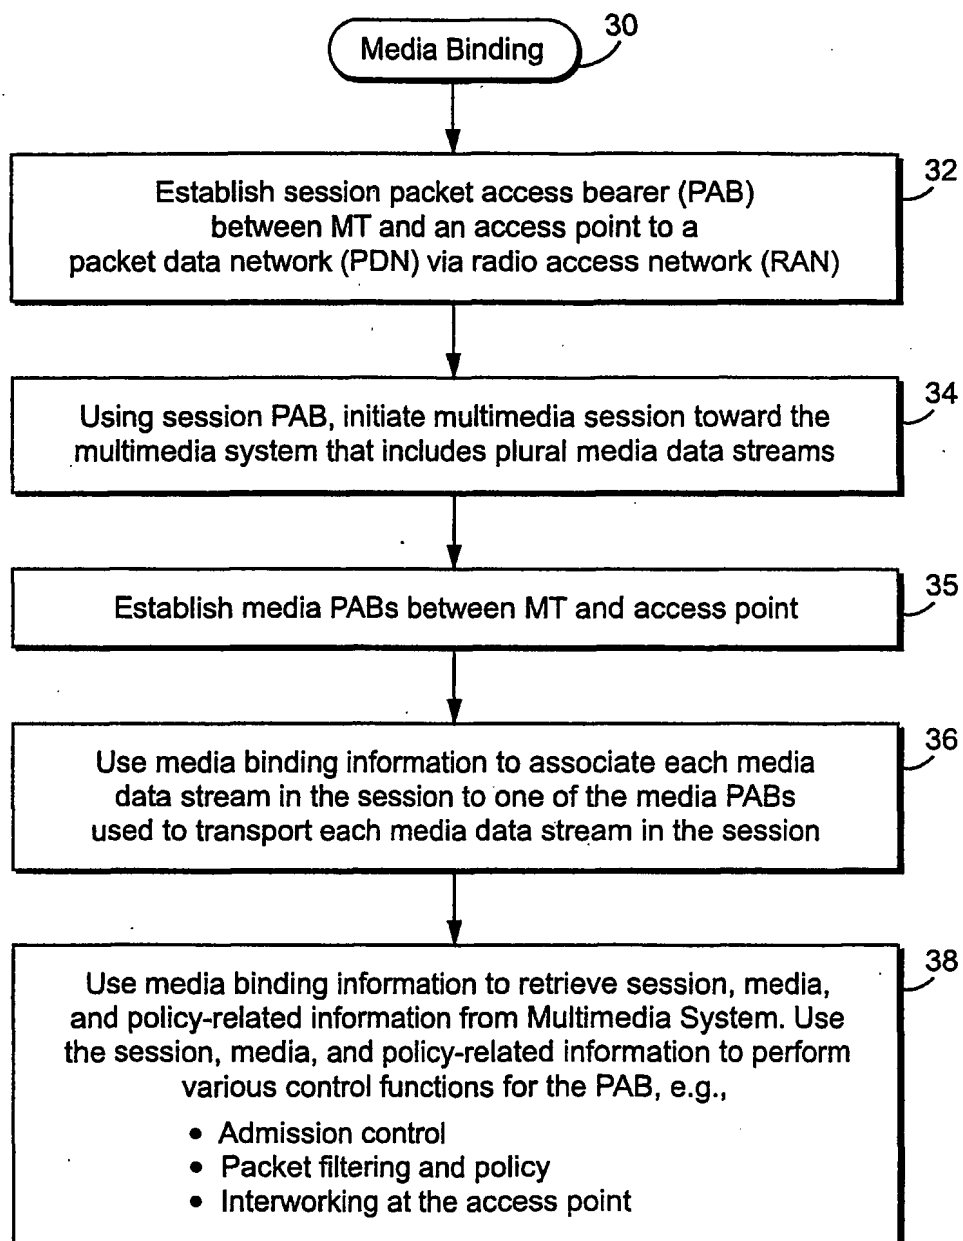 Media Binding
30
Establish session packet access bearer (PAB)
between MT and an access point to a
packet data network (PDN) via radio access network (RAN)
32
Using session PAB, initiate multimedia session toward the
multimedia system that includes plural media data streams
34
Establish media PABs between MT and access point
35
Use media binding information to associate each media
data stream in the session to one of the media PABs
used to transport each media data stream in the session
36
Use media binding information to retrieve session, media,
and policy-related information from Multimedia System. Use
the session, media, and policy-related information to perform
various control functions for the PAB, e.g.,
• Admission control
• Packet filtering and policy
• Interworking at the access point
38